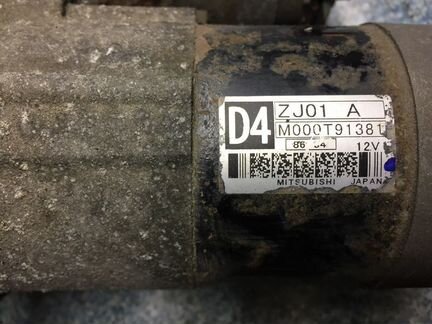 D4 ZJ01 A
M000T91381
12V
MITSUBISHI JAPAN